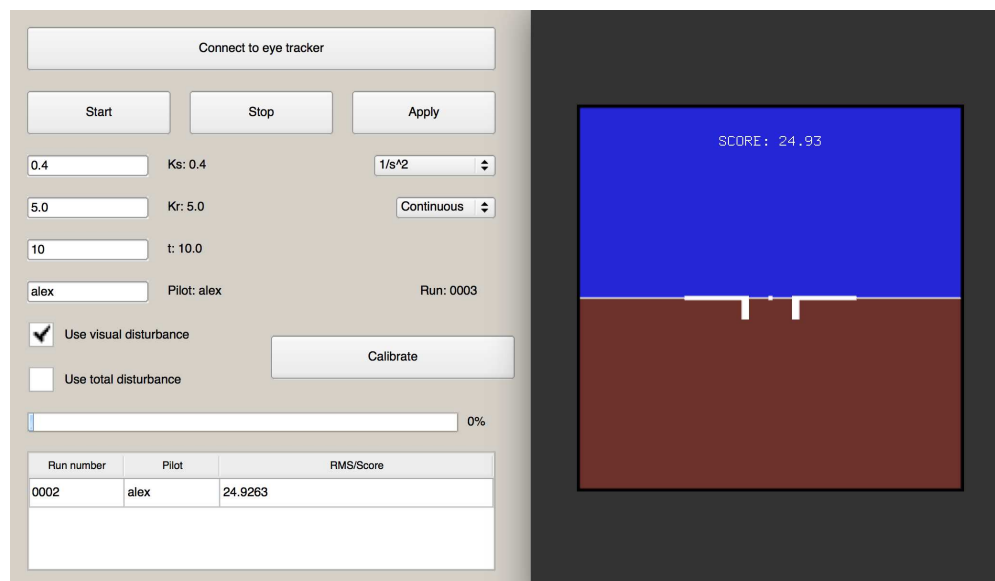 Connect to eye tracker
Start Stop Apply
0.4 Ks: 0.4 1/s^2
5.0 Kr: 5.0 Continuous
10 t: 10.0
alex Pilot: alex Run: 0003
Use visual disturbance
Calibrate
Use total disturbance
0%
Run number Pilot RMS/Score
0002 alex 24.9263
SCORE: 24.93